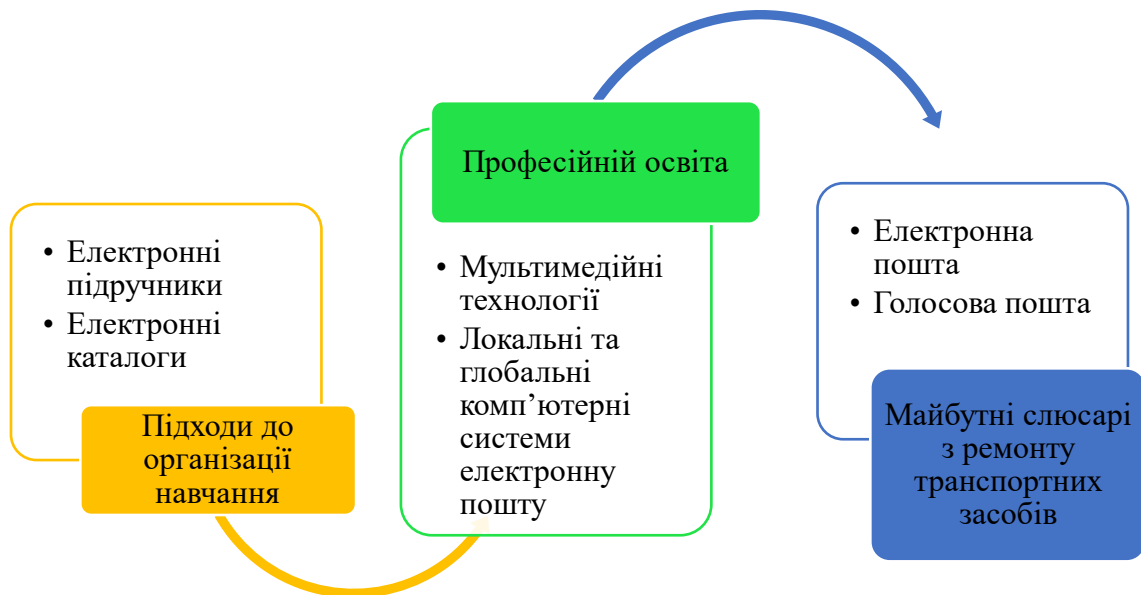 • Електронні
підручники
• Електронні
каталоги
Підходи до
організації
навчання
Професійній освіта
• Мультимедійні
технології
• Локальні та
глобальні
комп’ютерні
системи
електронну
пошту
• Електронна
пошта
• Голосова пошта
Майбутні слюсарі
з ремонту
транспортних
засобів